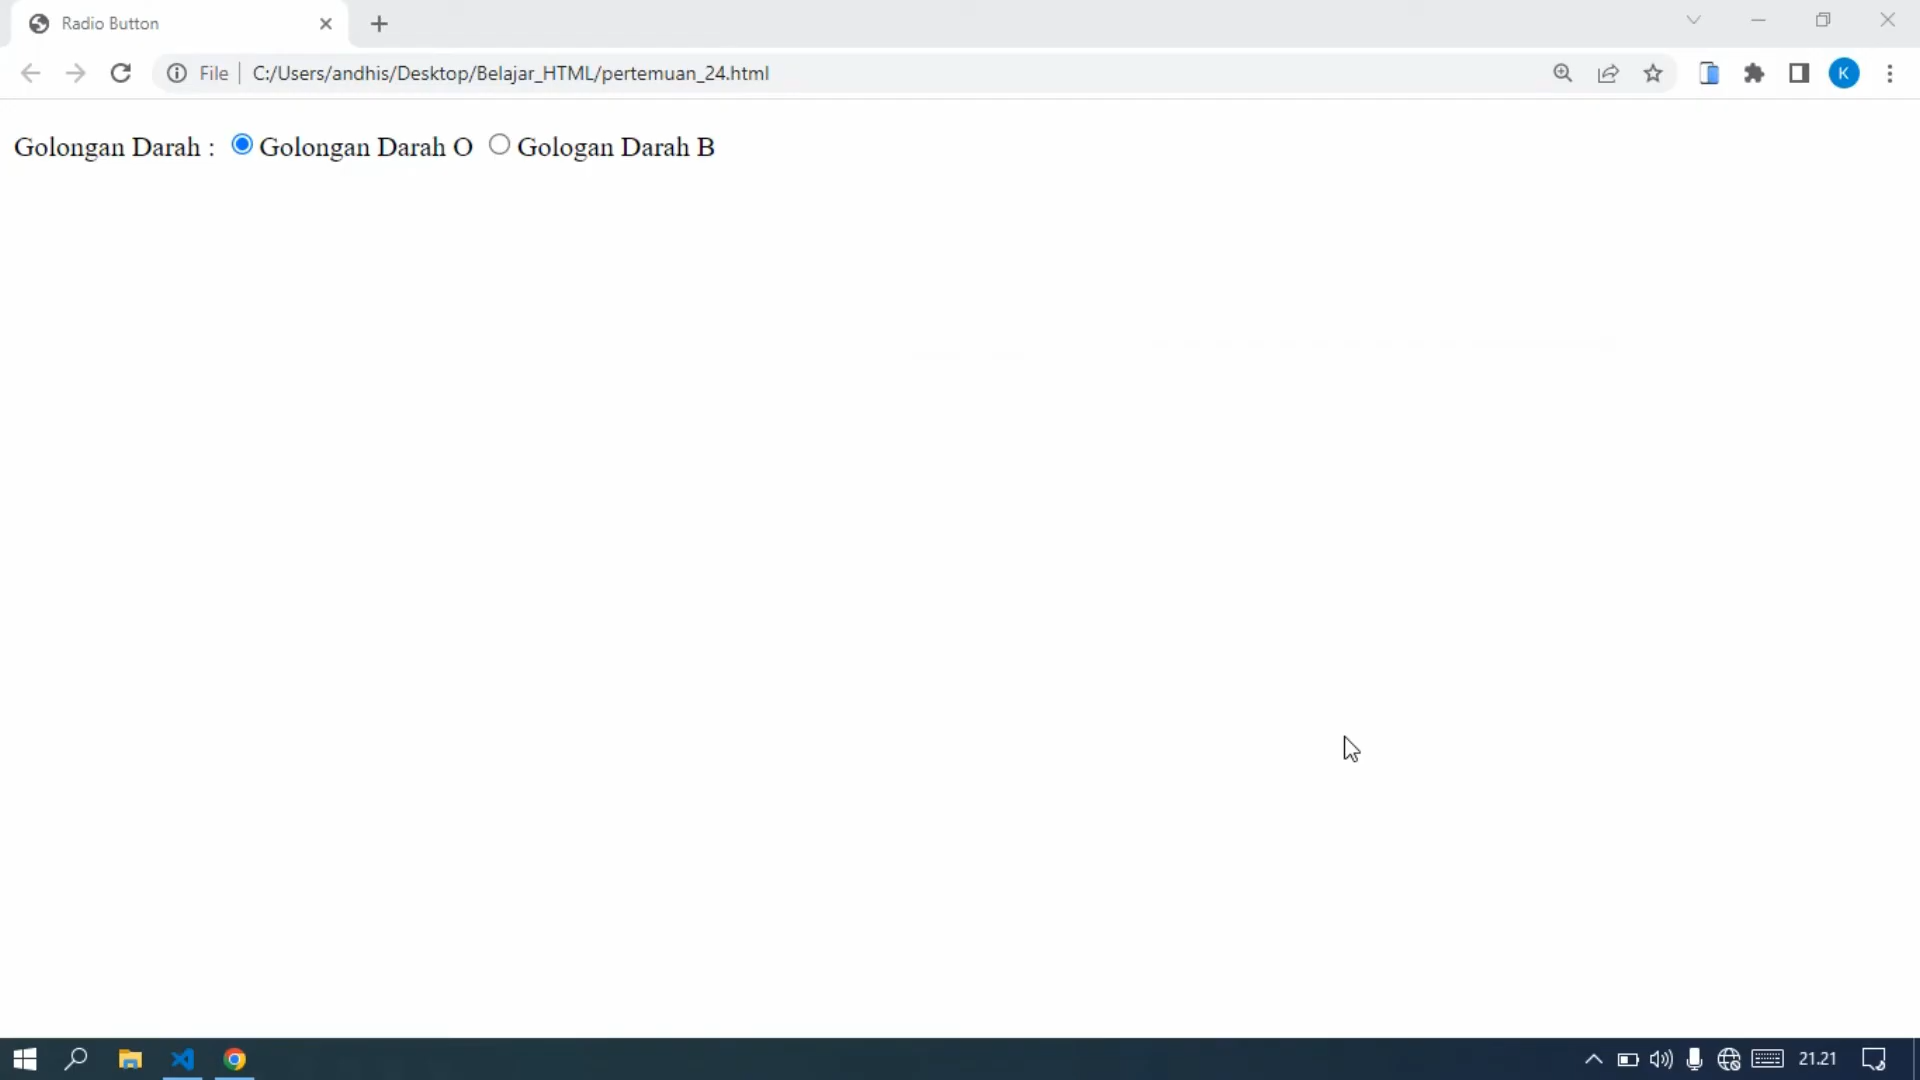 Radio Button
File
C:/Users/andhis/Desktop/Belajar_HTML/pertemuan_24.html
K
Golongan Darah : Golongan Darah O Gologan Darah B
21.21